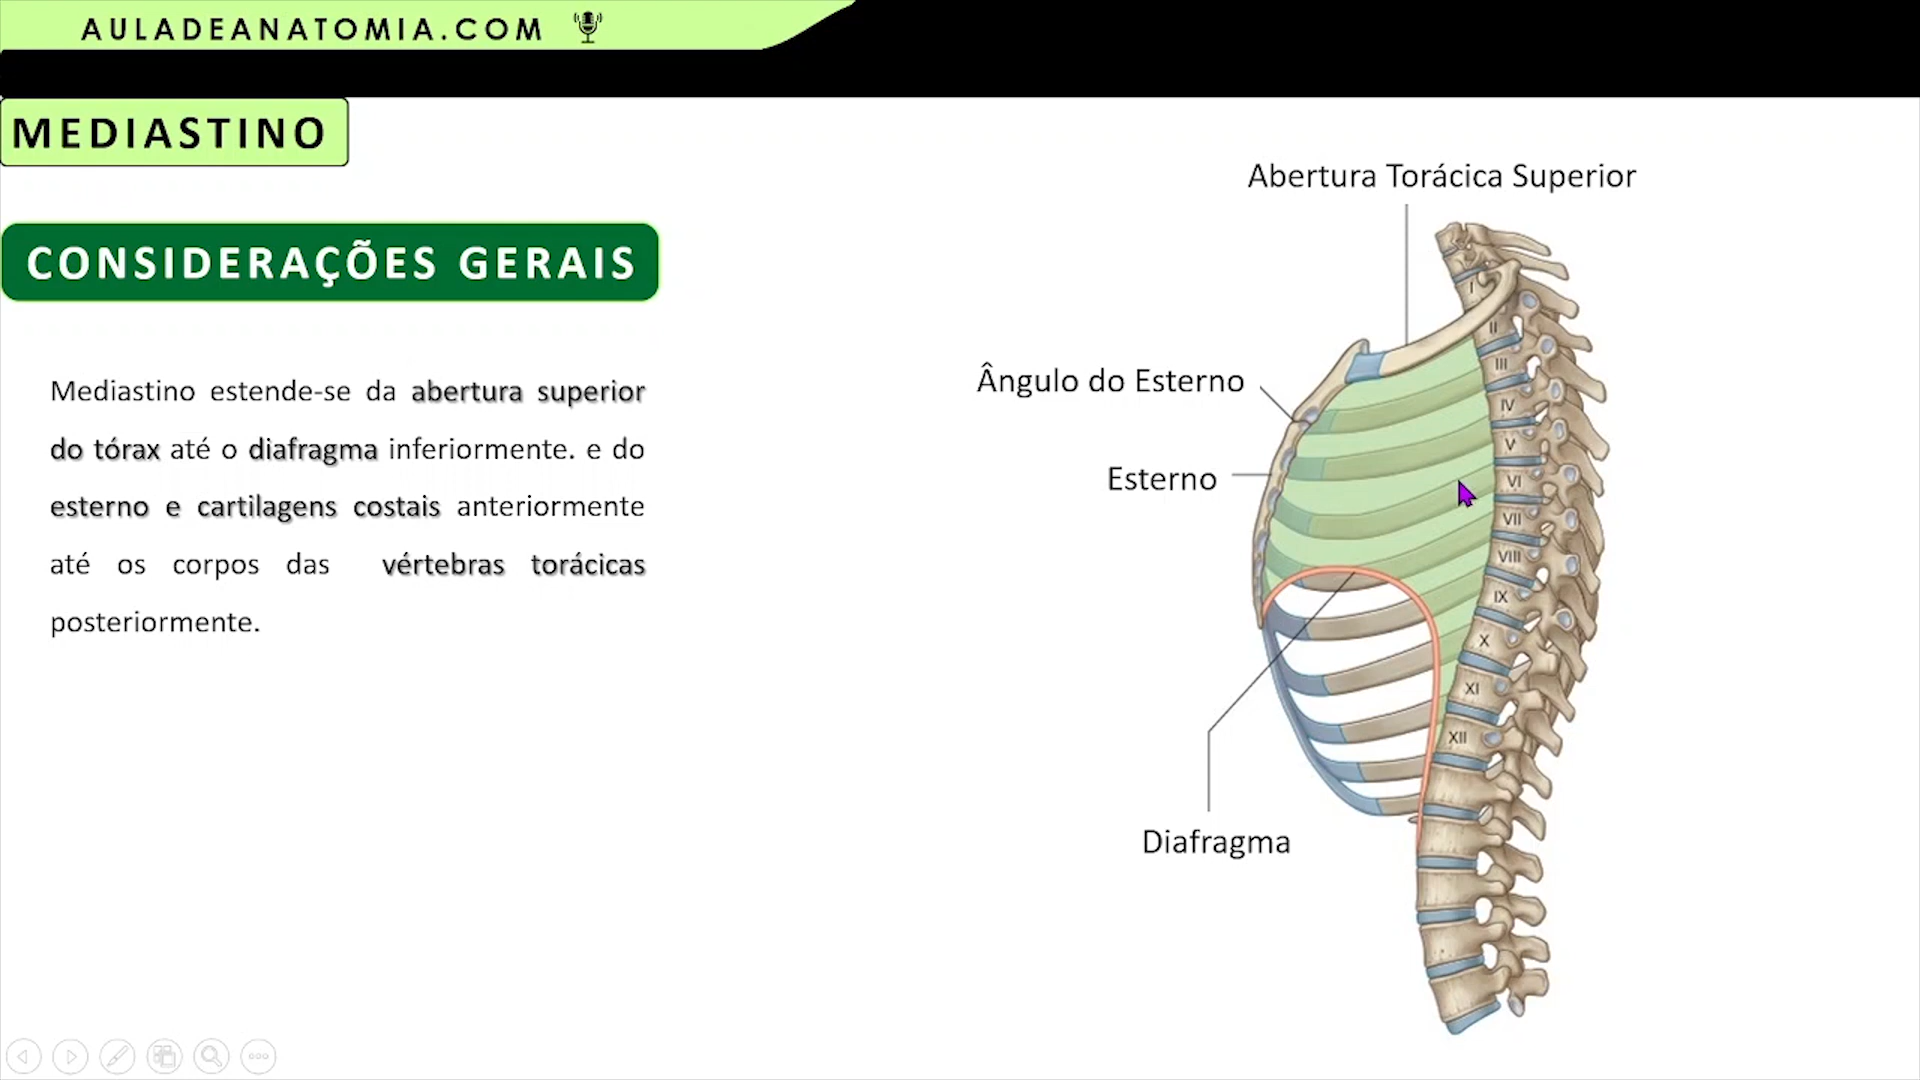 AULADEANATOMIA.COM
MEDIASTINO
CONSIDERAÇÕES GERAIS
Mediastino estende-se da abertura superior
do tórax até o diafragma inferiormente. e do
esterno e cartilagens costais anteriormente
até os corpos das vértebras torácicas
posteriormente.
Abertura Torácica Superior
Ângulo do Esterno
Esterno
Diafragma
I
II
III
IV
V
VI
VII
VIII
IX
X
XI
XII